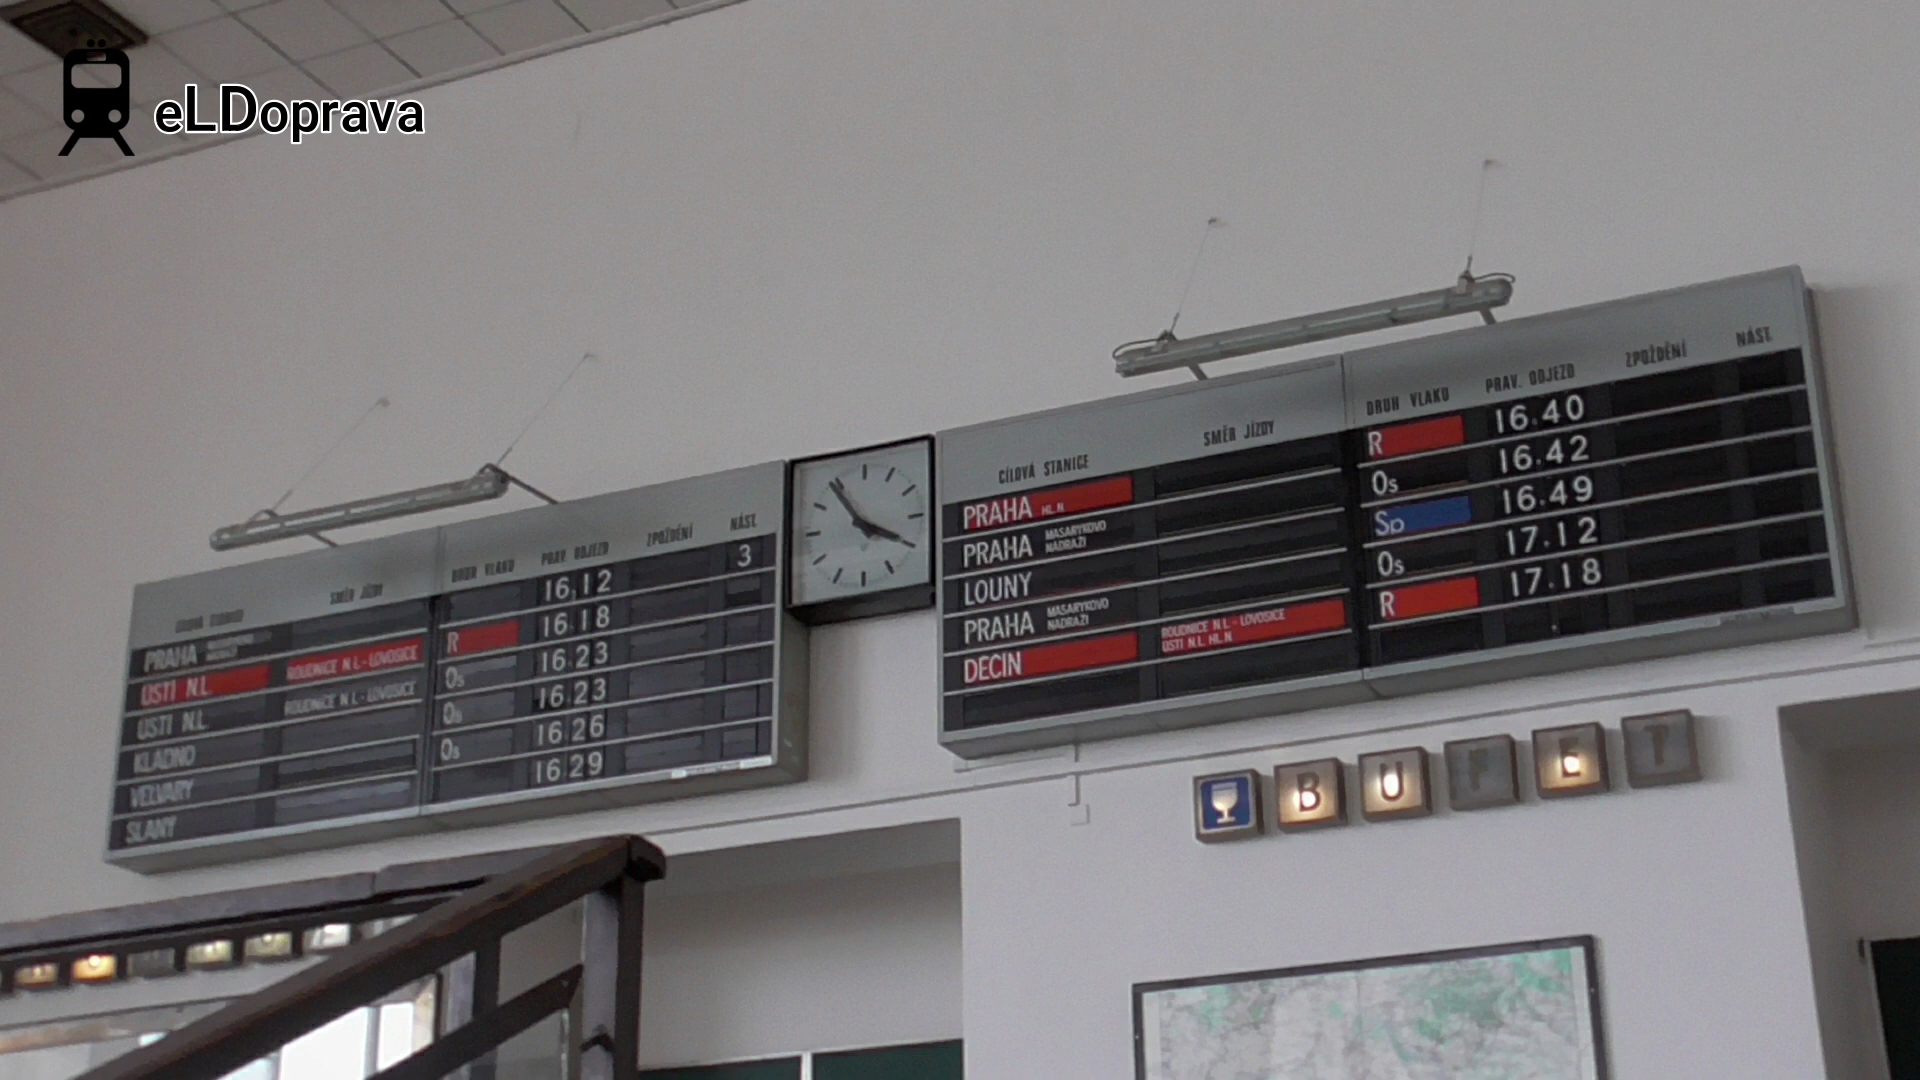 eLDoprava
SMĚR JÍZDY DRUH VLAKU PRAV. ODJEZD ZPOŽDĚNÍ NÁST.
PRAHA 16.12 3
ÚSTÍ N.L. ROUDNICE N.L.-LOVOSICE R 16.18
ÚSTÍ N.L. ROUDNICE N.L.-LOVOSICE Os 16.23
KLADNO Os 16.23
VELVARY Os 16.26
SLANÝ 16.29
CÍLOVÁ STANICE SMĚR JÍZDY DRUH VLAKU PRAV. ODJEZD ZPOŽDĚNÍ NÁST.
PRAHA HL.N. R 16.40
PRAHA MASARYKOVO NÁDRAŽÍ Os 16.42
LOUNY Sp 16.49
PRAHA MASARYKOVO NÁDRAŽÍ Os 17.12
DĚČÍN ROUDNICE N.L.-LOVOSICE ÚSTÍ N.L. HL.N. R 17.18
BUFET